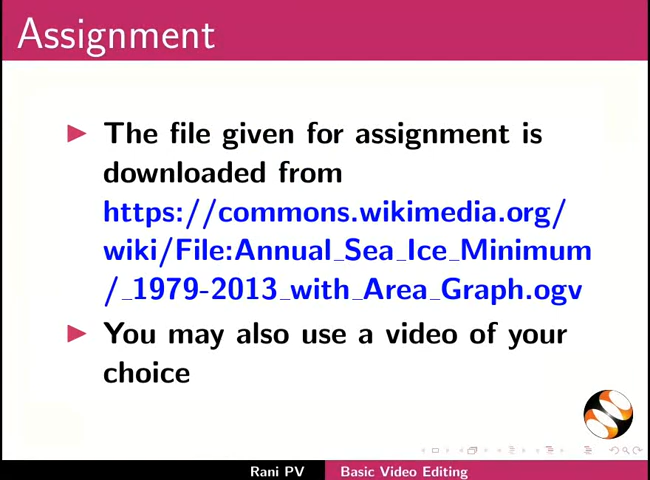 Assignment
The file given for assignment is
downloaded from
https://commons.wikimedia.org/
wiki/File:Annual_Sea_Ice_Minimum
/_1979-2013_with_Area_Graph.ogv
You may also use a video of your
choice
Rani PV Basic Video Editing